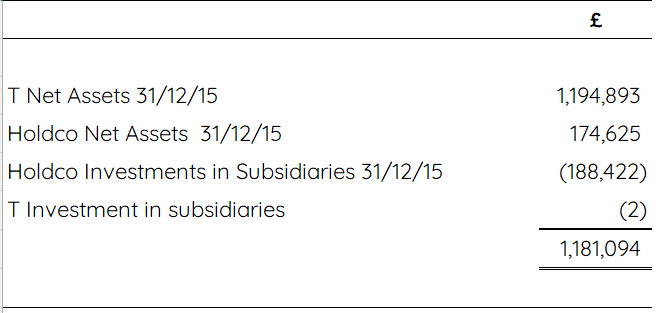 £
T Net Assets 31/12/15 1,194,893
Holdco Net Assets 31/12/15 174,625
Holdco Investments in Subsidiaries 31/12/15 (188,422)
T Investment in subsidiaries (2)
1,181,094